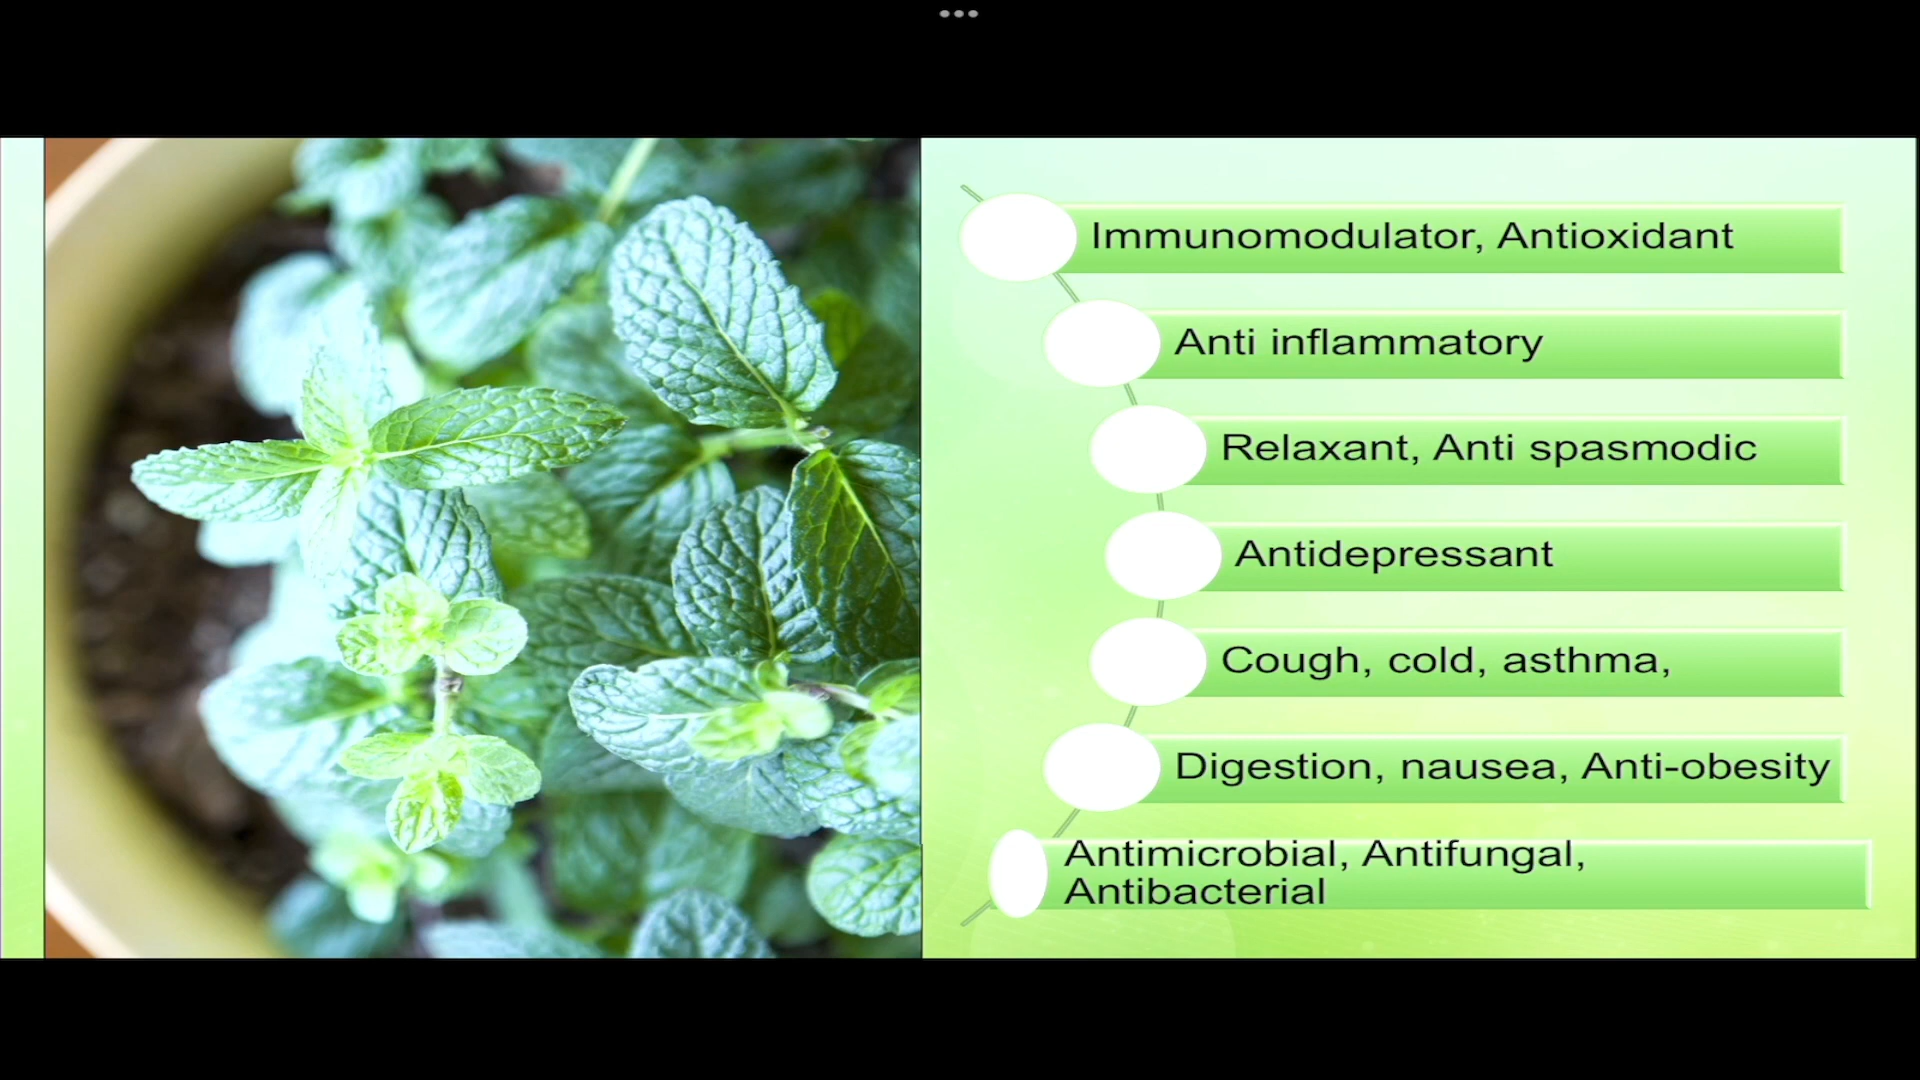 Immunomodulator, Antioxidant
Anti inflammatory
Relaxant, Anti spasmodic
Antidepressant
Cough, cold, asthma,
Digestion, nausea, Anti-obesity
Antimicrobial, Antifungal,
Antibacterial